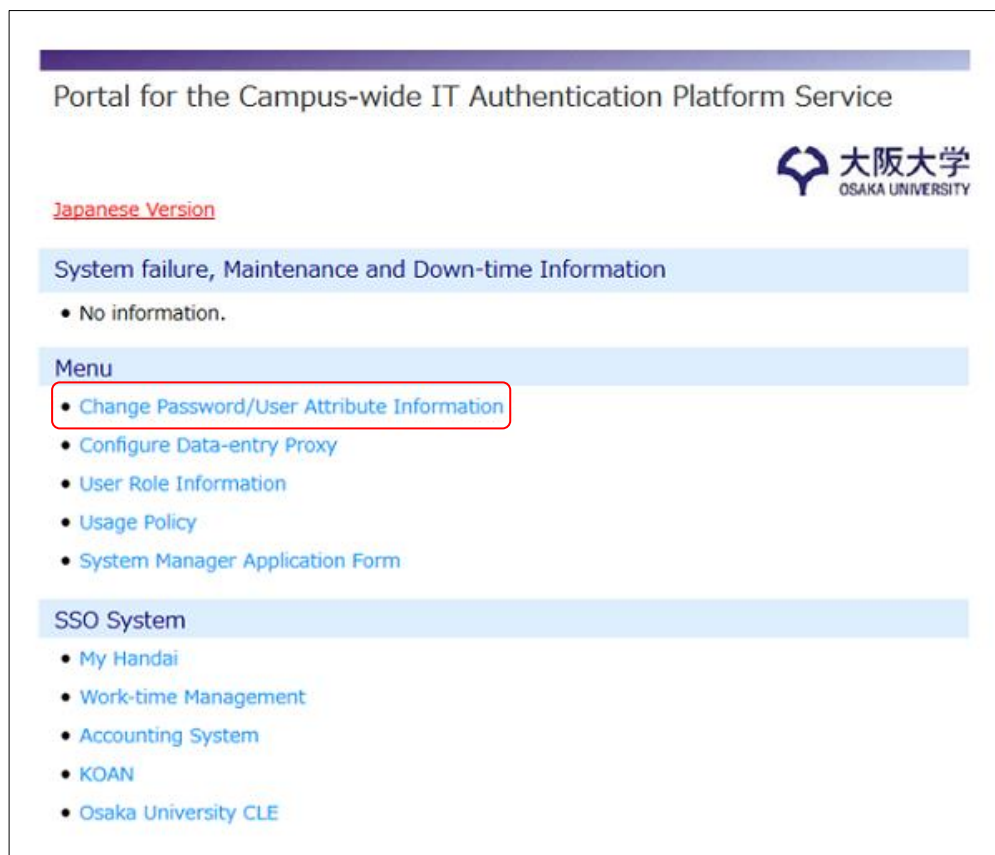 Portal for the Campus-wide IT Authentication Platform Service
大阪大学
OSAKA UNIVERSITY
Japanese Version
System failure, Maintenance and Down-time Information
• No information.
Menu
• Change Password/User Attribute Information
• Configure Data-entry Proxy
• User Role Information
• Usage Policy
• System Manager Application Form
SSO System
• My Handai
• Work-time Management
• Accounting System
• KOAN
• Osaka University CLE